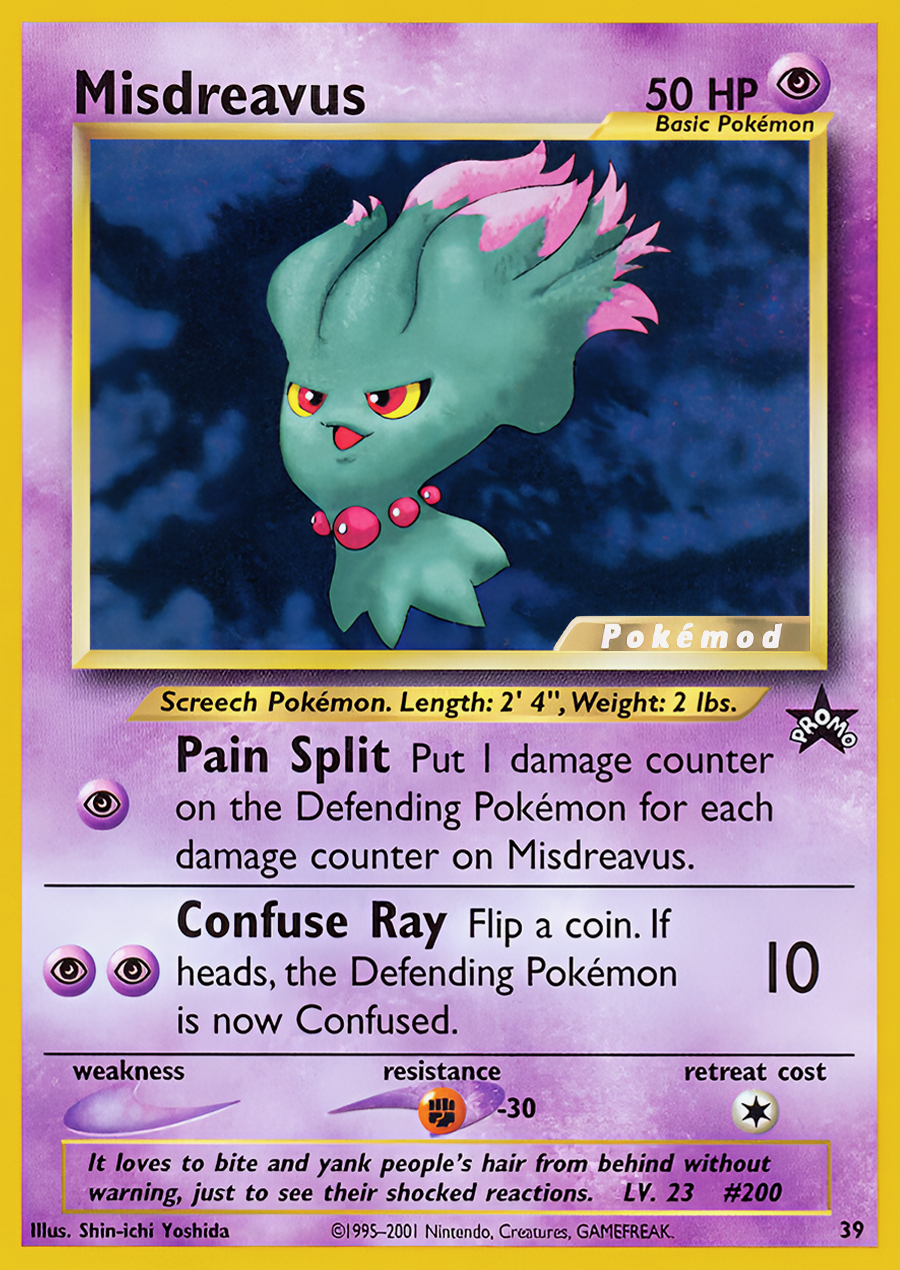 Misdreavus
50 HP
Basic Pokémon
Pokémod
Screech Pokémon. Length: 2' 4", Weight: 2 lbs.
PROMO
Pain Split Put 1 damage counter
on the Defending Pokémon for each
damage counter on Misdreavus.
Confuse Ray Flip a coin. If
heads, the Defending Pokémon
is now Confused.
10
weakness
resistance
retreat cost
-30
It loves to bite and yank people's hair from behind without
warning, just to see their shocked reactions. LV. 23 #200
Illus. Shin-ichi Yoshida
©1995–2001 Nintendo, Creatures, GAMEFREAK.
39